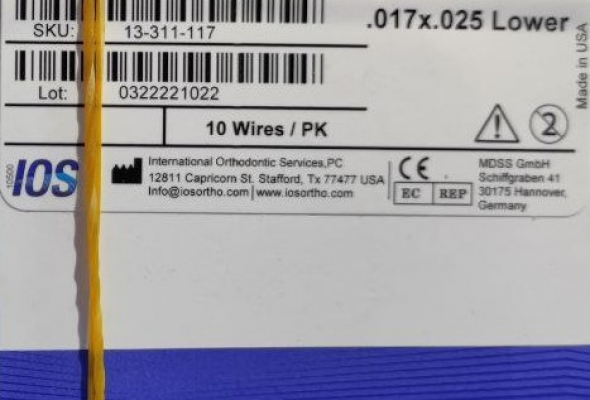 SKU: 13-311-117
.017x.025 Lower
Made in USA
Lot: 0322221022
10 Wires / PK
2
10500
IOS
International Orthodontic Services,PC
12811 Capricorn St. Stafford, Tx 77477 USA
Info@iosortho.com | www.iosortho.com
CE
EC REP
MDSS GmbH
Schiffgraben 41
30175 Hannover,
Germany